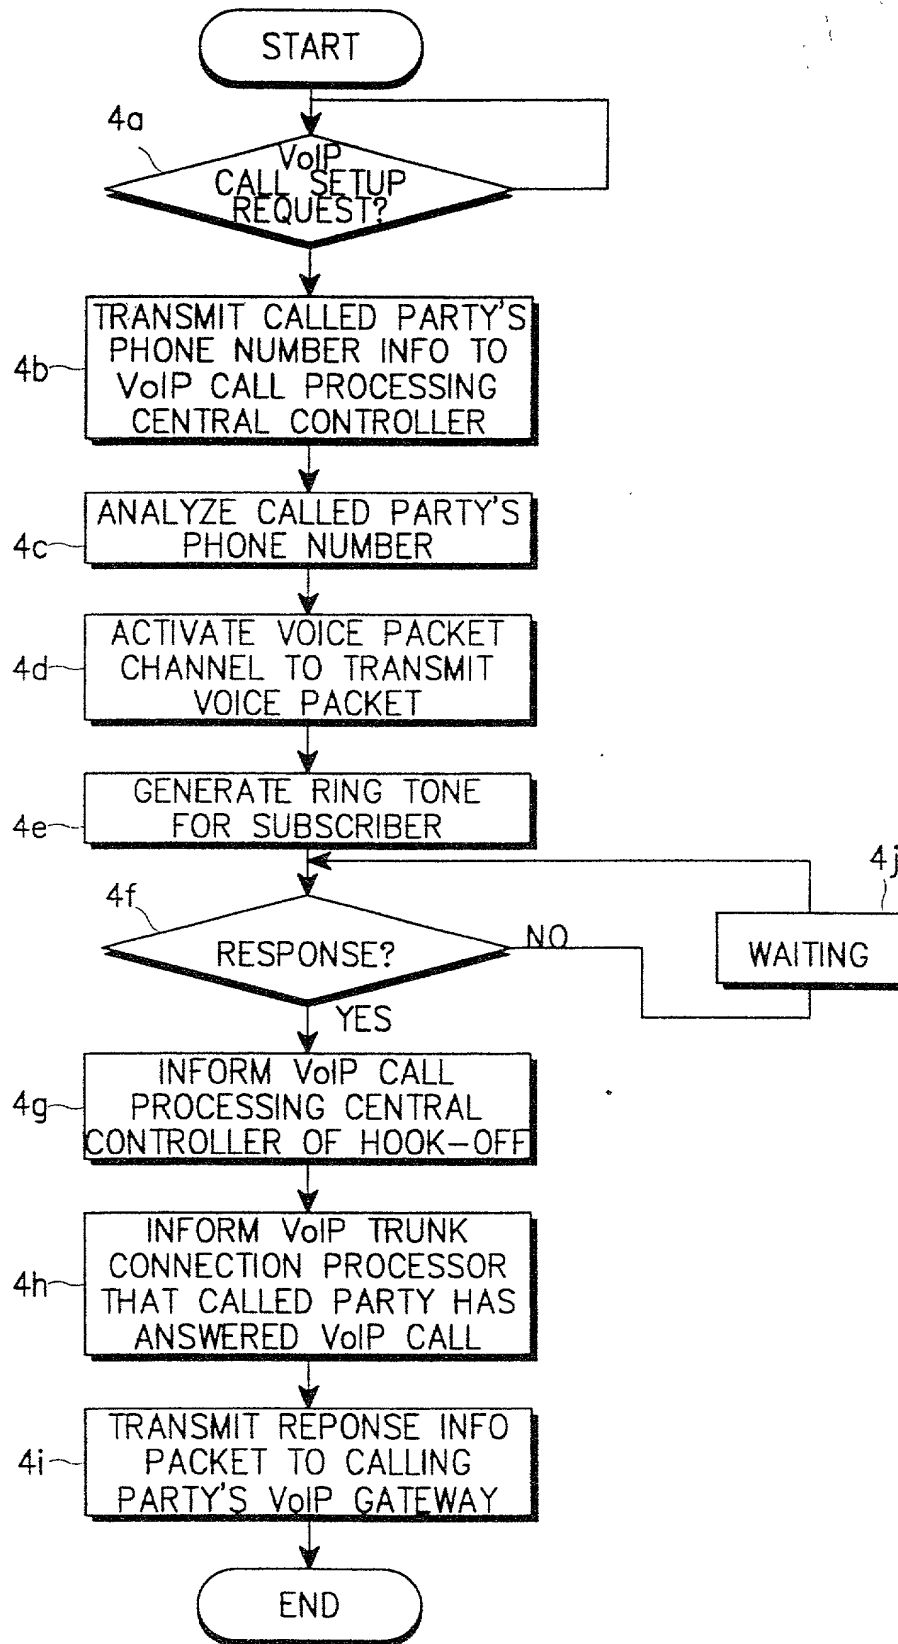 START
4a
VoIP
CALL SETUP
REQUEST?
4b
TRANSMIT CALLED PARTY'S
PHONE NUMBER INFO TO
VoIP CALL PROCESSING
CENTRAL CONTROLLER
4c
ANALYZE CALLED PARTY'S
PHONE NUMBER
4d
ACTIVATE VOICE PACKET
CHANNEL TO TRANSMIT
VOICE PACKET
4e
GENERATE RING TONE
FOR SUBSCRIBER
4f
RESPONSE?
NO
4j
WAITING
YES
4g
INFORM VoIP CALL
PROCESSING CENTRAL
CONTROLLER OF HOOK-OFF
4h
INFORM VoIP TRUNK
CONNECTION PROCESSOR
THAT CALLED PARTY HAS
ANSWERED VoIP CALL
4i
TRANSMIT REPONSE INFO
PACKET TO CALLING
PARTY'S VoIP GATEWAY
END